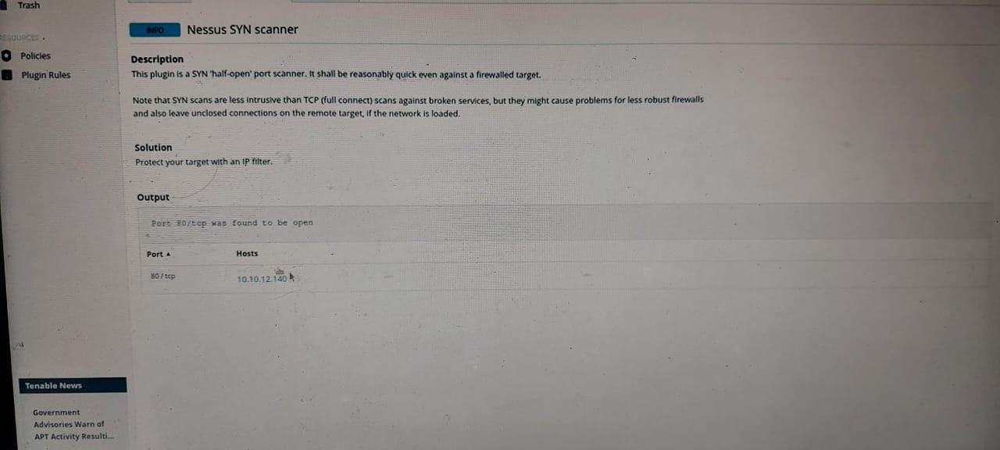 Trash
RESOURCES
Policies
Plugin Rules
INFO
Nessus SYN scanner
Description
This plugin is a SYN 'half-open' port scanner. It shall be reasonably quick even against a firewalled target.
Note that SYN scans are less intrusive than TCP (full connect) scans against broken services, but they might cause problems for less robust firewalls
and also leave unclosed connections on the remote target, if the network is loaded.
Solution
Protect your target with an IP filter.
Output
Port 80/tcp was found to be open
Port ▲ Hosts
80 / tcp 10.10.12.140
Tenable News
Government
Advisories Warn of
APT Activity Resulti...